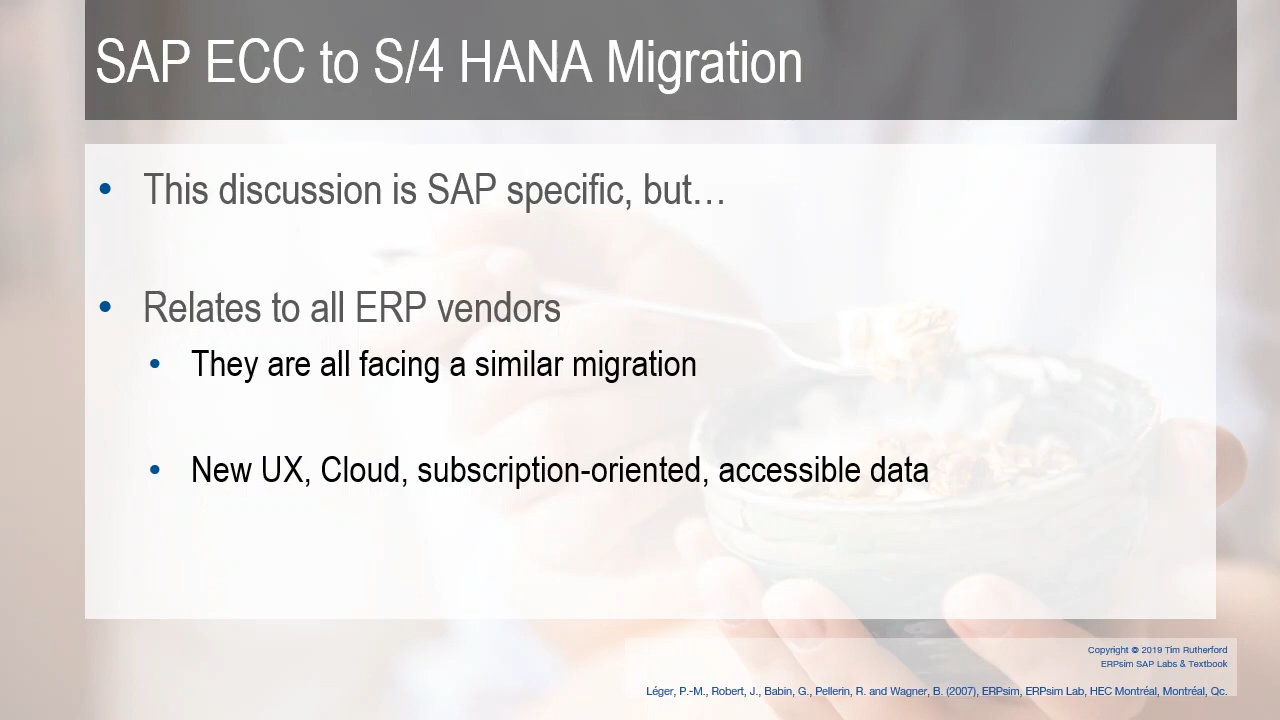 SAP ECC to S/4 HANA Migration
• This discussion is SAP specific, but…
• Relates to all ERP vendors
• They are all facing a similar migration
• New UX, Cloud, subscription-oriented, accessible data
Copyright © 2019 Tim Rutherford
ERPsim SAP Labs & Textbook
Léger, P.-M., Robert, J., Babin, G., Pellerin, R. and Wagner, B. (2007), ERPsim, ERPsim Lab, HEC Montréal, Montréal, Qc.